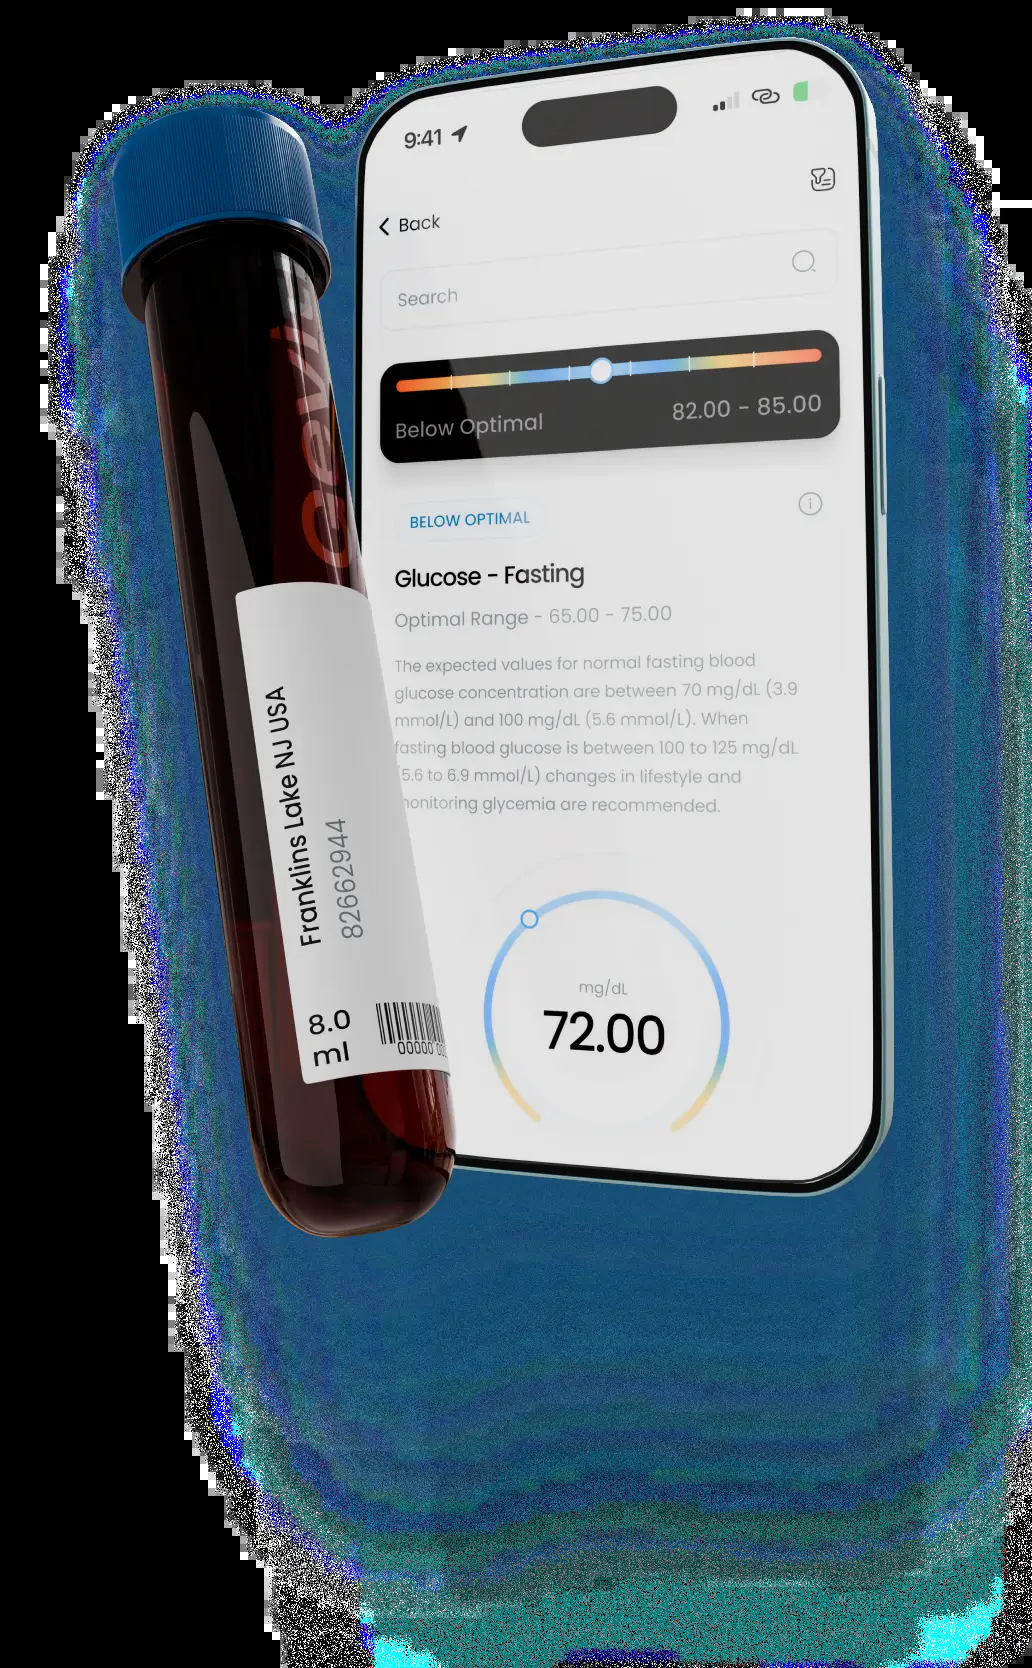 9:41
Back
Search
Below Optimal 82.00 - 85.00
BELOW OPTIMAL
Glucose - Fasting
Optimal Range - 65.00 - 75.00
The expected values for normal fasting blood
glucose concentration are between 70 mg/dL (3.9
mmol/L) and 100 mg/dL (5.6 mmol/L). When
fasting blood glucose is between 100 to 125 mg/dL
5.6 to 6.9 mmol/L) changes in lifestyle and
monitoring glycemia are recommended.
mg/dL
72.00
Franklins Lake NJ USA
82662944
8.0
ml